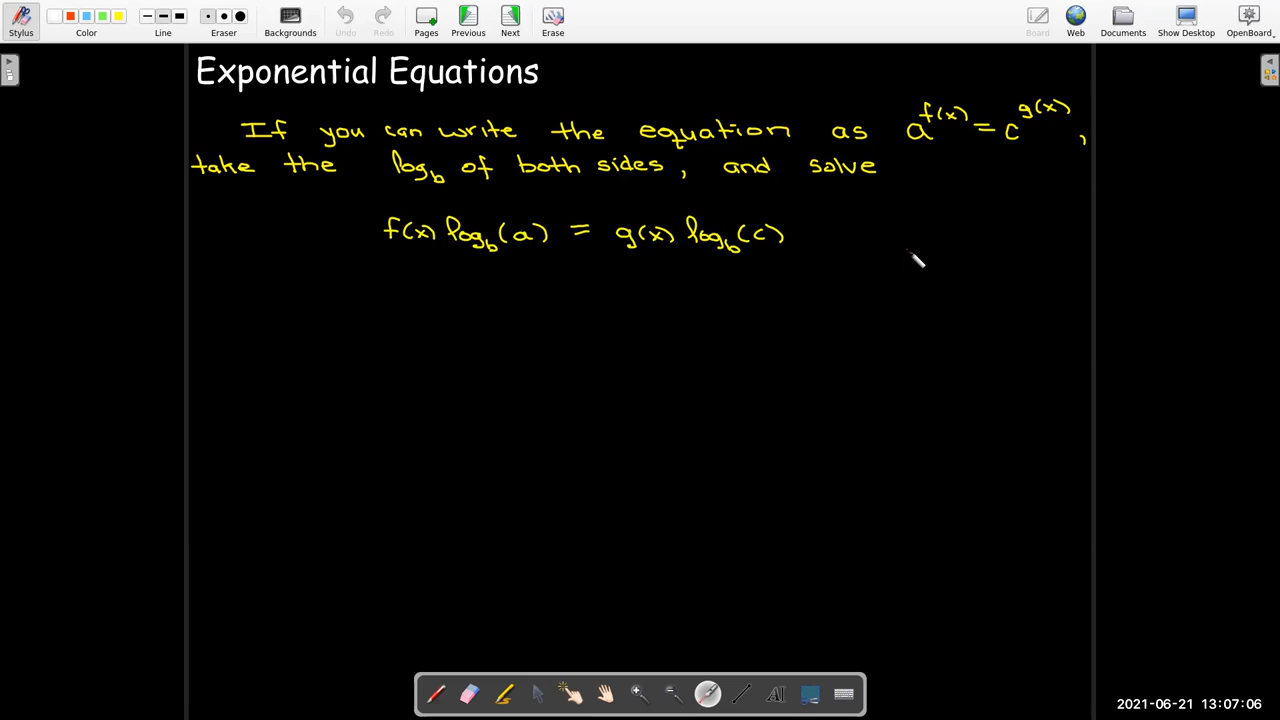 Stylus Color Line Eraser Backgrounds Undo Redo Pages Previous Next Erase Board Web Documents Show Desktop OpenBoard
Exponential Equations
If you can write the equation as a^f(x) = c^g(x),
take the log_b of both sides, and solve
f(x) log_b(a) = g(x) log_b(c)
AI
2021-06-21 13:07:06